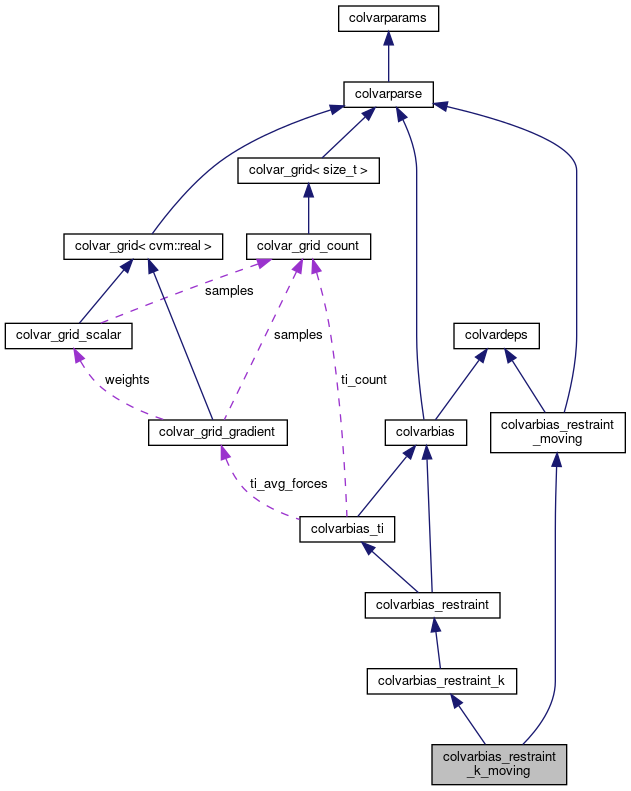 colvarparams
colvarparse
colvar_grid< size_t >
colvar_grid< cvm::real >
colvar_grid_count
samples
colvar_grid_scalar
samples
colvardeps
weights
ti_count
colvar_grid_gradient
colvarbias
colvarbias_restraint
_moving
ti_avg_forces
colvarbias_ti
colvarbias_restraint
colvarbias_restraint_k
colvarbias_restraint
_k_moving